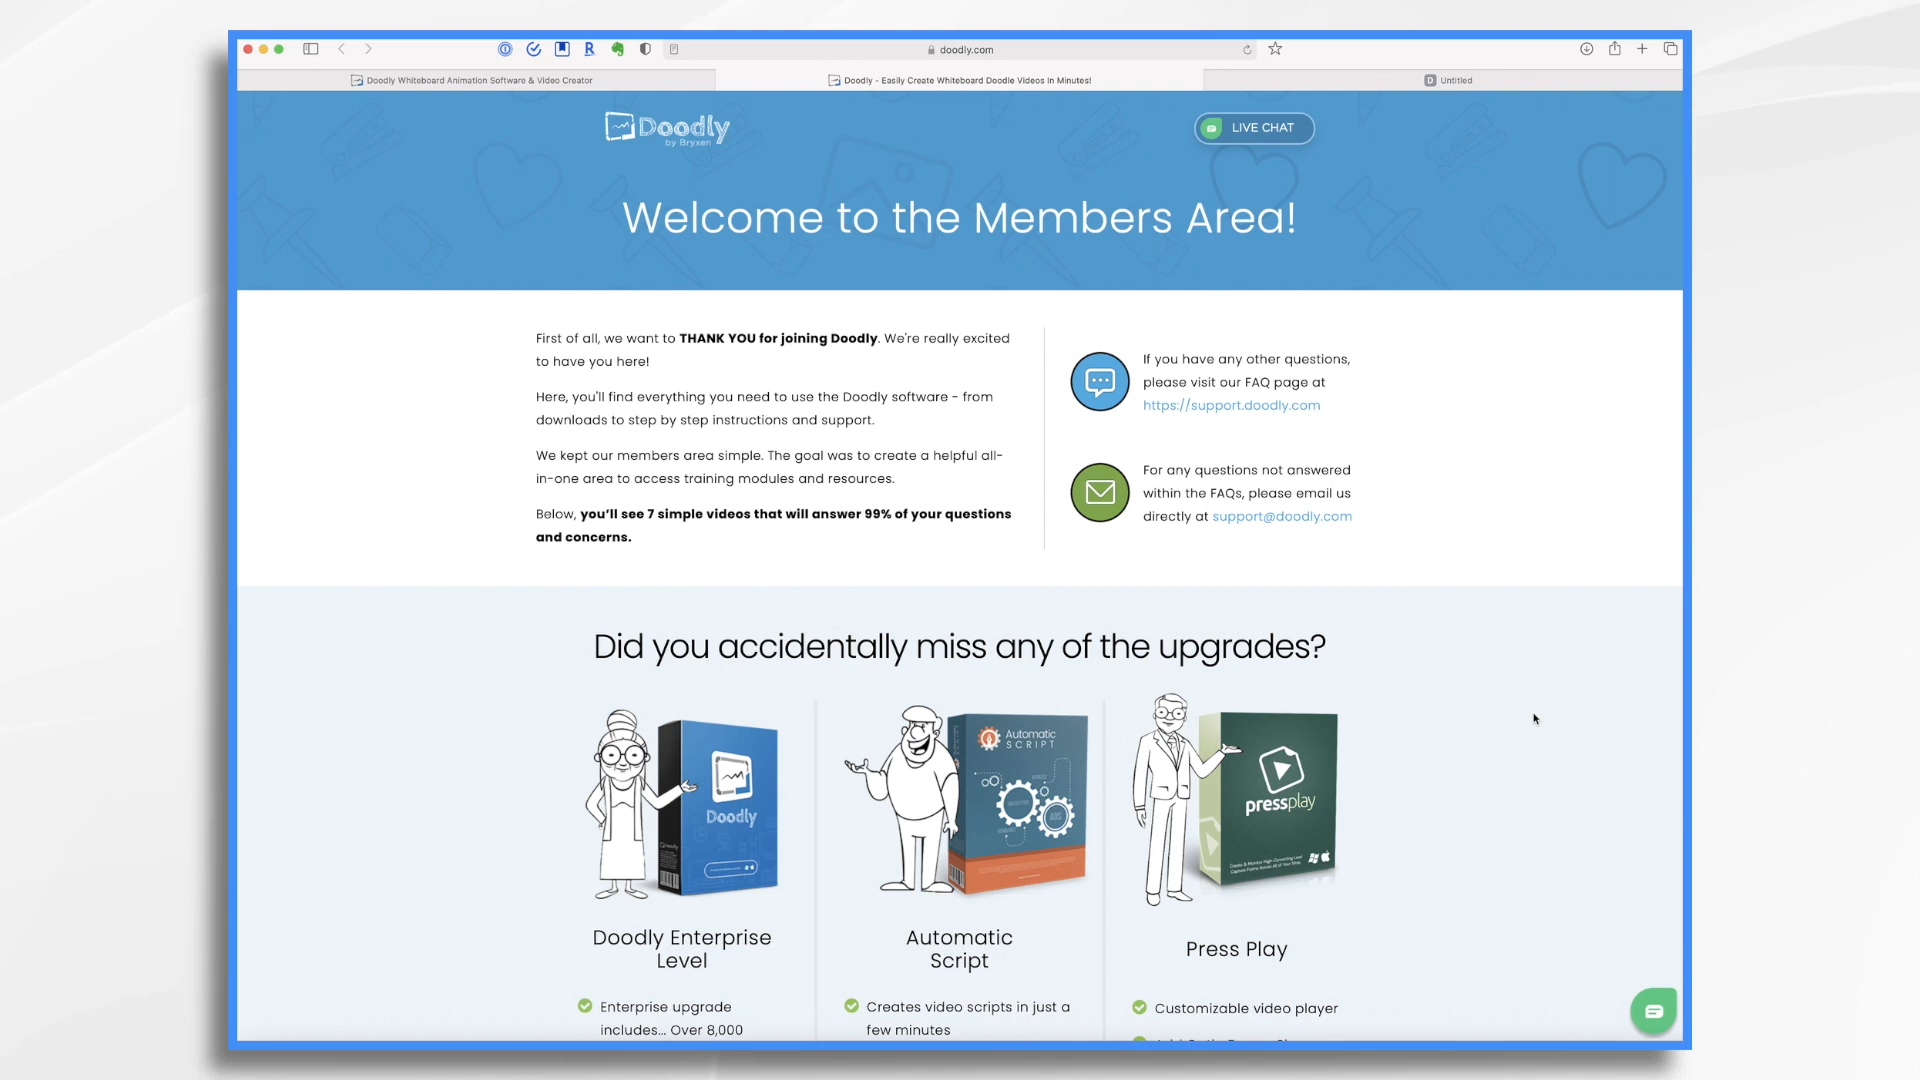 doodly.com
Doodly Whiteboard Animation Software & Video Creator
Doodly - Easily Create Whiteboard Doodle Videos In Minutes!
D Untitled
Doodly
by Bryxen
LIVE CHAT
Welcome to the Members Area!
First of all, we want to THANK YOU for joining Doodly. We're really excited
to have you here!
Here, you'll find everything you need to use the Doodly software - from
downloads to step by step instructions and support.
We kept our members area simple. The goal was to create a helpful all-
in-one area to access training modules and resources.
Below, you'll see 7 simple videos that will answer 99% of your questions
and concerns.
If you have any other questions,
please visit our FAQ page at
https://support.doodly.com
For any questions not answered
within the FAQs, please email us
directly at support@doodly.com
Did you accidentally miss any of the upgrades?
Doodly
Automatic
SCRIPT
ADS
pressplay
Doodly Enterprise
Level
Automatic
Script
Press Play
Enterprise upgrade
includes... Over 8,000
Creates video scripts in just a
few minutes
Customizable video player